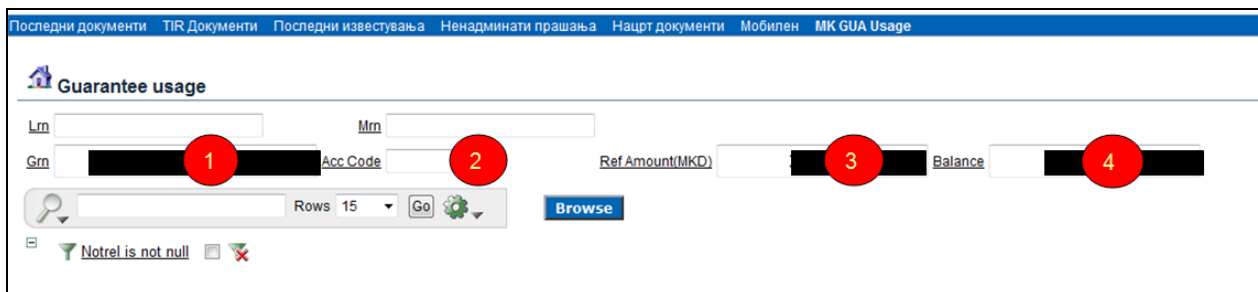 Последни документи TIR Документи Последни известувања Ненадминати прашања Нацрт документи Мобилен MK GUA Usage
Guarantee usage
Lrn Mrn
Grn 1 Acc Code 2 Ref Amount(MKD) 3 Balance 4
Rows 15 Go Browse
Notrel is not null